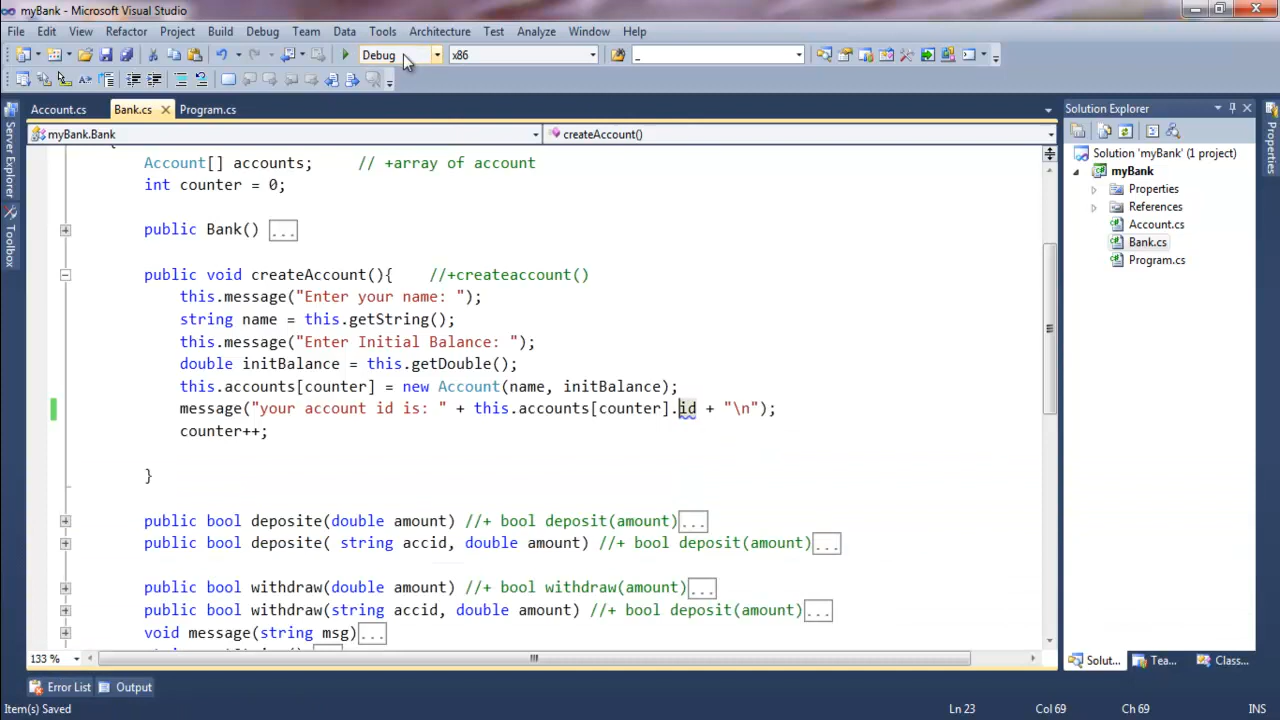 myBank - Microsoft Visual Studio
File Edit View Refactor Project Build Debug Team Data Tools Architecture Test Analyze Window Help
Debug x86 _
Account.cs Bank.cs Program.cs
myBank.Bank createAccount()
Account[] accounts; // +array of account
int counter = 0;
public Bank() ...
public void createAccount(){ //+createaccount()
this.message("Enter your name: ");
string name = this.getString();
this.message("Enter Initial Balance: ");
double initBalance = this.getDouble();
this.accounts[counter] = new Account(name, initBalance);
message("your account id is: " + this.accounts[counter].id + "\n");
counter++;
}
public bool deposite(double amount) //+ bool deposit(amount)...
public bool deposite( string accid, double amount) //+ bool deposit(amount)...
public bool withdraw(double amount) //+ bool withdraw(amount)...
public bool withdraw(string accid, double amount) //+ bool deposit(amount)...
void message(string msg)...
133 %
Server Explorer
Toolbox
Solution Explorer
Solution 'myBank' (1 project)
myBank
Properties
References
Account.cs
Bank.cs
Program.cs
Properties
Solut... Tea... Class...
Error List Output
Item(s) Saved Ln 23 Col 69 Ch 69 INS